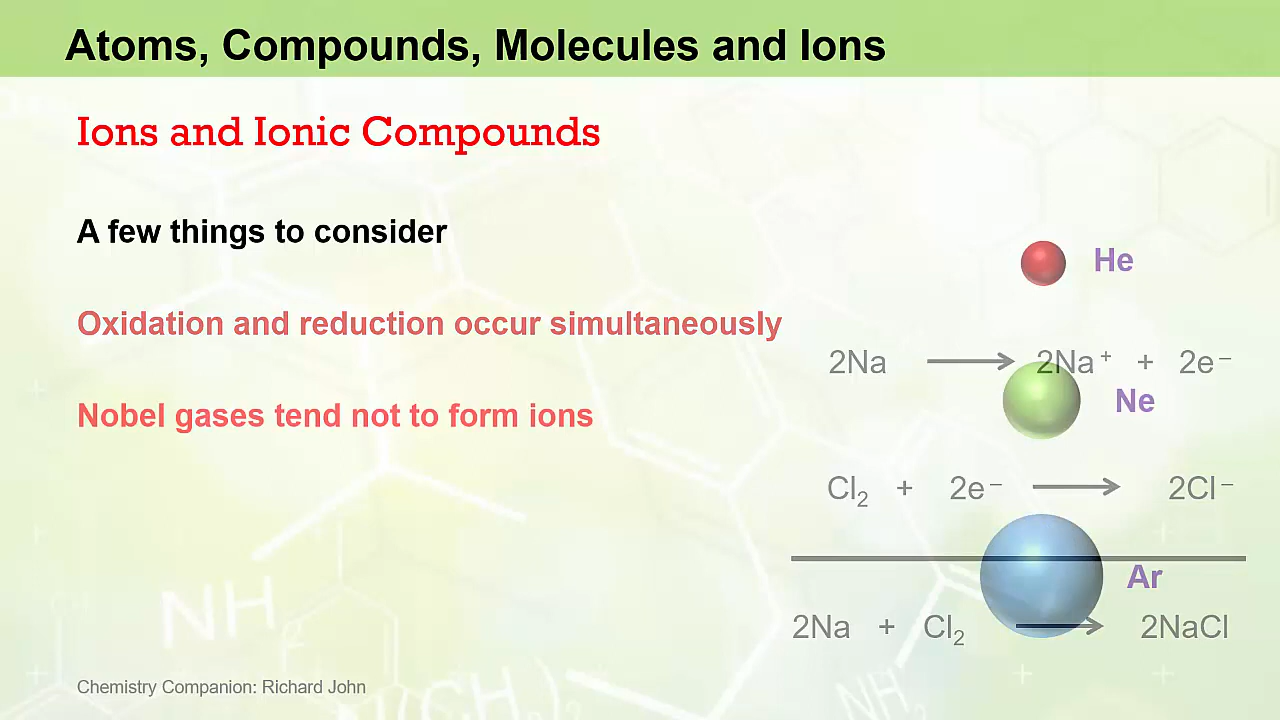 Atoms, Compounds, Molecules and Ions
Ions and Ionic Compounds
A few things to consider
He
Oxidation and reduction occur simultaneously
2Na ⟶ 2Na⁺ + 2e⁻
Ne
Nobel gases tend not to form ions
Cl₂ + 2e⁻ ⟶ 2Cl⁻
Ar
2Na + Cl₂ ⟶ 2NaCl
Chemistry Companion: Richard John
NH
NH